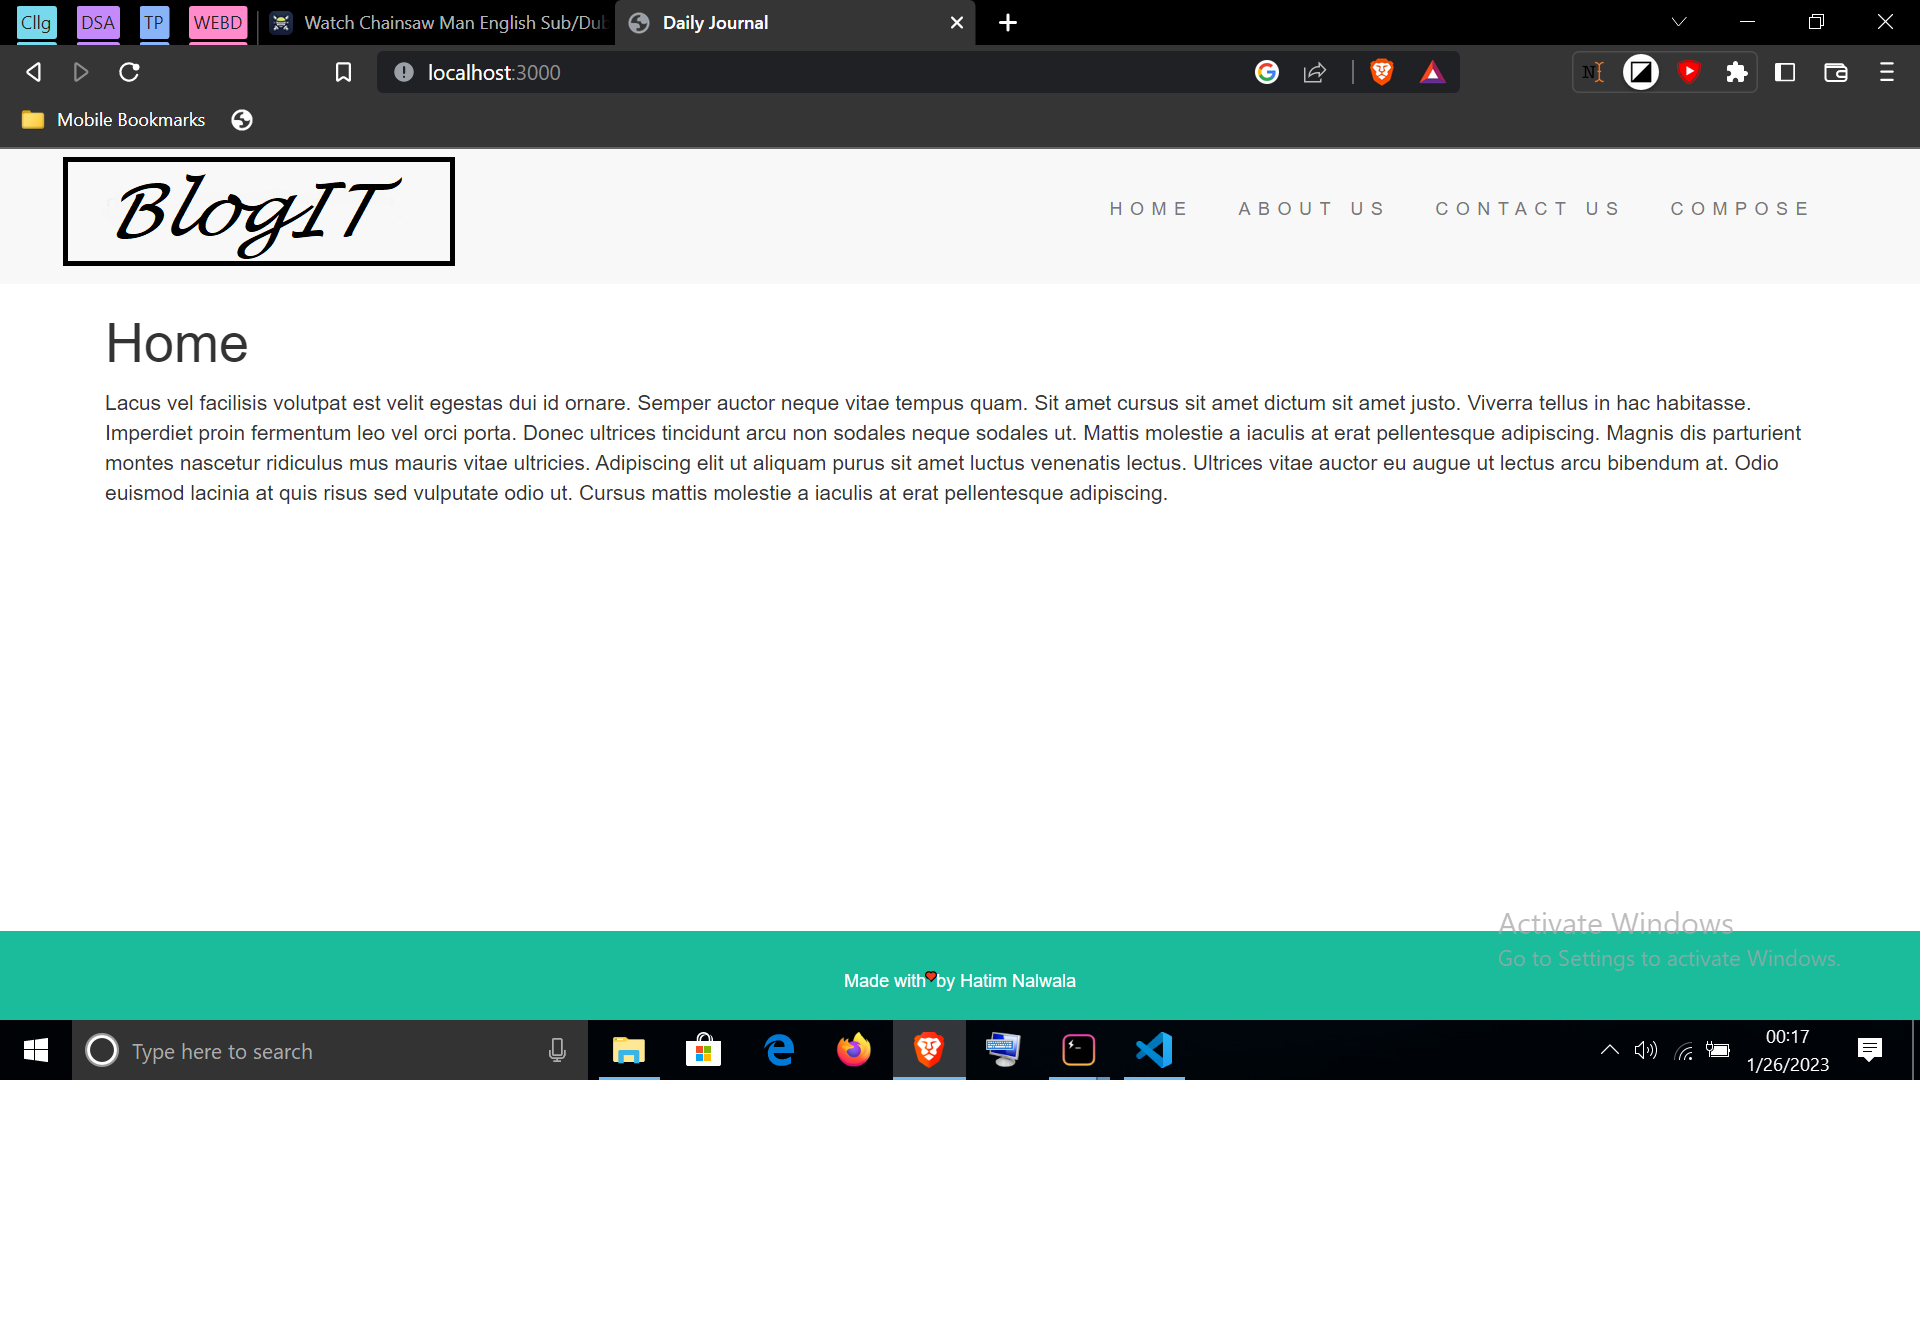 Cllg DSA TP WEBD Watch Chainsaw Man English Sub/Dub Daily Journal
localhost:3000
Mobile Bookmarks
BlogIT
HOME ABOUT US CONTACT US COMPOSE
Home
Lacus vel facilisis volutpat est velit egestas dui id ornare. Semper auctor neque vitae tempus quam. Sit amet cursus sit amet dictum sit amet justo. Viverra tellus in hac habitasse.
Imperdiet proin fermentum leo vel orci porta. Donec ultrices tincidunt arcu non sodales neque sodales ut. Mattis molestie a iaculis at erat pellentesque adipiscing. Magnis dis parturient
montes nascetur ridiculus mus mauris vitae ultricies. Adipiscing elit ut aliquam purus sit amet luctus venenatis lectus. Ultrices vitae auctor eu augue ut lectus arcu bibendum at. Odio
euismod lacinia at quis risus sed vulputate odio ut. Cursus mattis molestie a iaculis at erat pellentesque adipiscing.
Activate Windows
Go to Settings to activate Windows.
Made with by Hatim Nalwala
Type here to search
00:17
1/26/2023